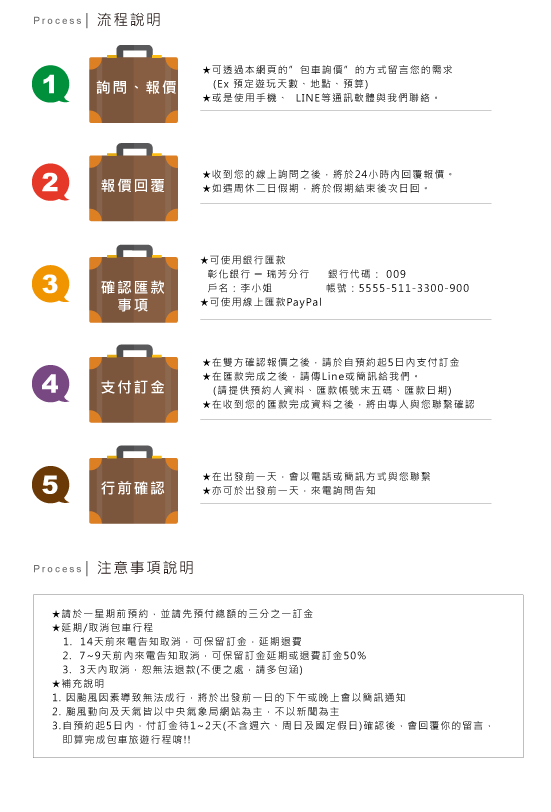 Process| 流程說明
1
詢問、報價
★可透過本網頁的”包車詢價”的方式留言您的需求
(Ex 預定遊玩天數、地點、預算)
★或是使用手機、 LINE等通訊軟體與我們聯絡。
2
報價回覆
★收到您的線上詢問之後，將於24小時內回覆報價。
★如遇周休二日假期，將於假期結束後次日回。
3
確認匯款
事項
★可使用銀行匯款
彰化銀行 ─ 瑞芳分行 銀行代碼： 009
戶名：李小姐 帳號：5555-511-3300-900
★可使用線上匯款PayPal
4
支付訂金
★在雙方確認報價之後，請於自預約起5日內支付訂金
★在匯款完成之後，請傳Line或簡訊給我們。
(請提供預約人資料、匯款帳號末五碼、匯款日期)
★在收到您的匯款完成資料之後，將由專人與您聯繫確認
5
行前確認
★在出發前一天，會以電話或簡訊方式與您聯繫
★亦可於出發前一天，來電詢問告知
Process| 注意事項說明
★請於一星期前預約，並請先預付總額的三分之一訂金
★延期/取消包車行程
1. 14天前來電告知取消，可保留訂金，延期退費
2. 7~9天前內來電告知取消，可保留訂金延期或退費訂金50%
3. 3天內取消，恕無法退款(不便之處，請多包涵)
★補充說明
1. 因颱風因素導致無法成行，將於出發前一日的下午或晚上會以簡訊通知
2. 颱風動向及天氣皆以中央氣象局網站為主，不以新聞為主
3.自預約起5日內，付訂金待1~2天(不含週六、周日及國定假日)確認後，會回覆你的留言，
即算完成包車旅遊行程唷!!